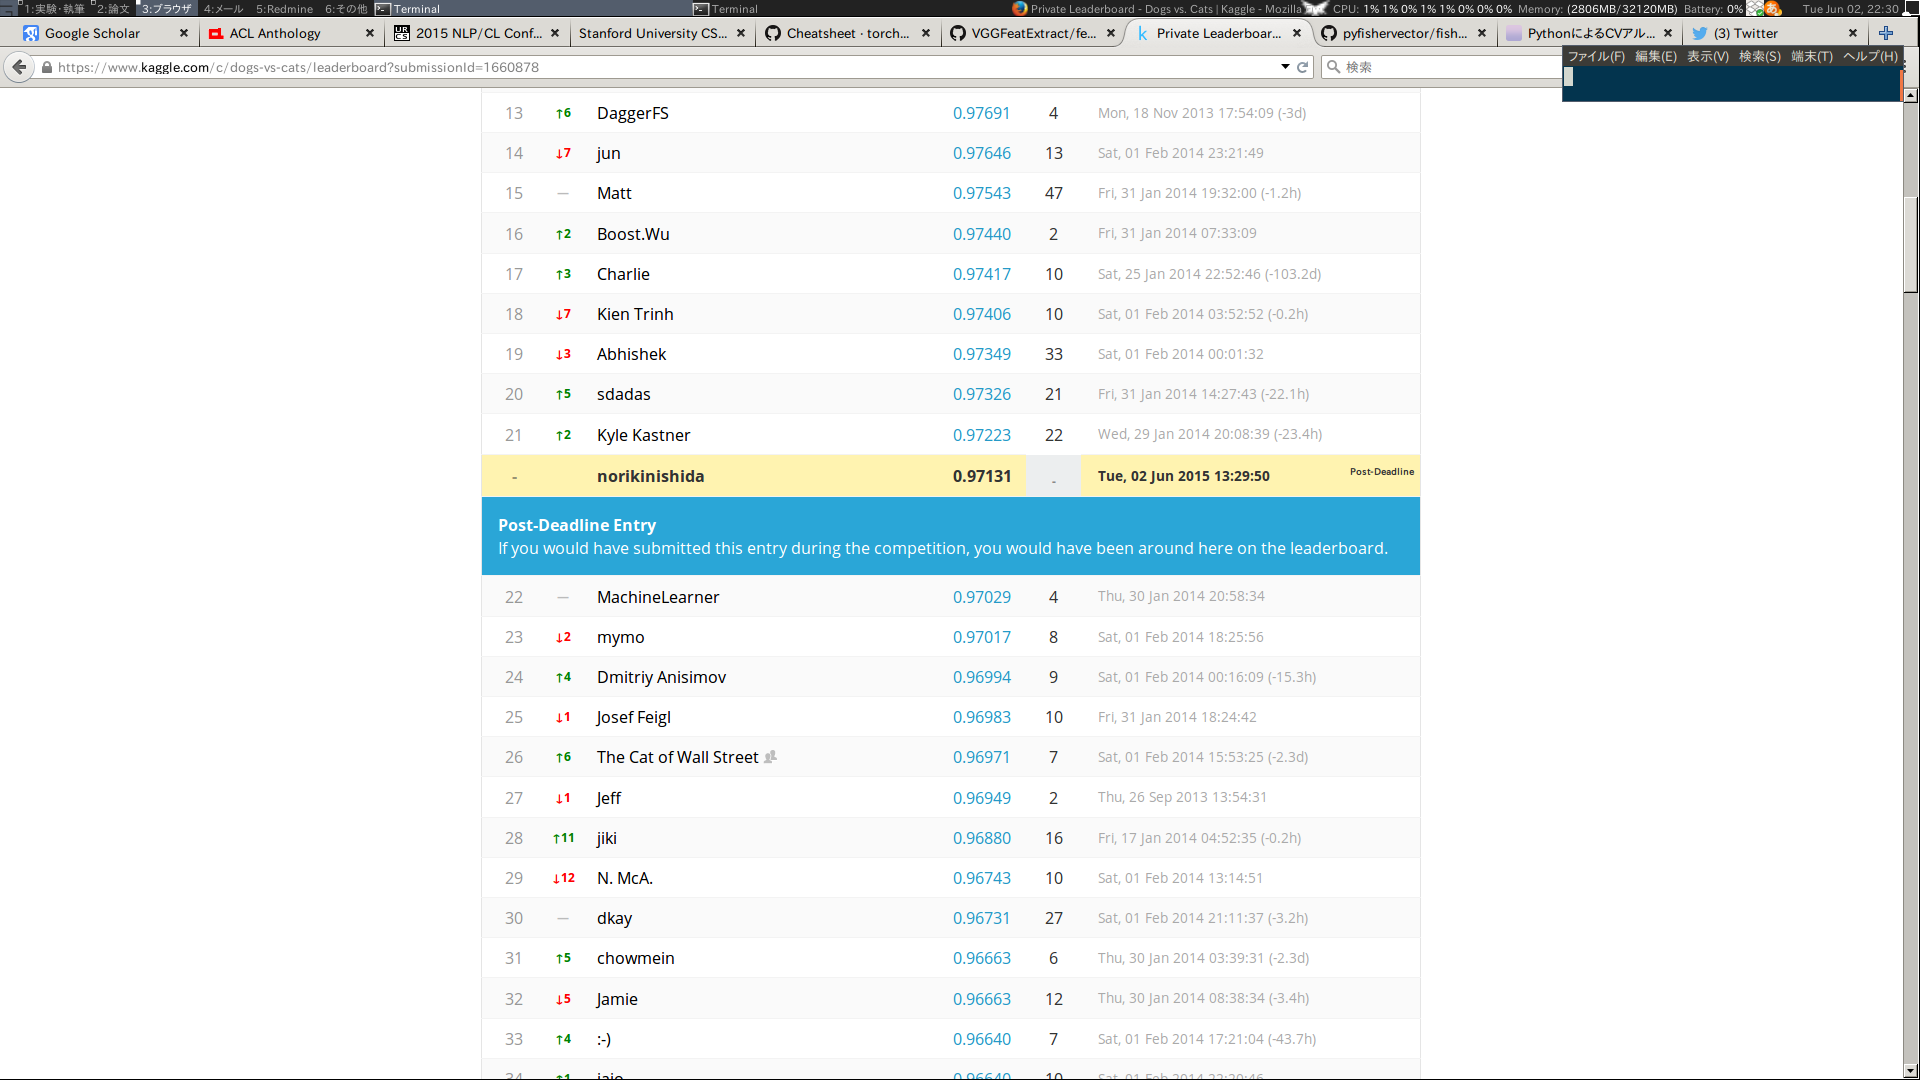 1:実験・執筆 2:論文 3:ブラウザ 4:メール 5:Redmine 6:その他 Terminal Terminal Private Leaderboard - Dogs vs. Cats | Kaggle - Mozilla CPU: 1% 1% 0% 1% 1% 0% 0% 0% Memory: (2806MB/32120MB) Battery: 0% あ Tue Jun 02, 22:30
Google Scholar ACL Anthology 2015 NLP/CL Conf... Stanford University CS... Cheatsheet · torch... VGGFeatExtract/fe... Private Leaderboar... pyfishervector/fish... PythonによるCVアル... (3) Twitter
ファイル(F) 編集(E) 表示(V) 検索(S) 端末(T) ヘルプ(H)
https://www.kaggle.com/c/dogs-vs-cats/leaderboard?submissionId=1660878 検索
13 ↑6 DaggerFS 0.97691 4 Mon, 18 Nov 2013 17:54:09 (-3d)
14 ↓7 jun 0.97646 13 Sat, 01 Feb 2014 23:21:49
15 — Matt 0.97543 47 Fri, 31 Jan 2014 19:32:00 (-1.2h)
16 ↑2 Boost.Wu 0.97440 2 Fri, 31 Jan 2014 07:33:09
17 ↑3 Charlie 0.97417 10 Sat, 25 Jan 2014 22:52:46 (-103.2d)
18 ↓7 Kien Trinh 0.97406 10 Sat, 01 Feb 2014 03:52:52 (-0.2h)
19 ↓3 Abhishek 0.97349 33 Sat, 01 Feb 2014 00:01:32
20 ↑5 sdadas 0.97326 21 Fri, 31 Jan 2014 14:27:43 (-22.1h)
21 ↑2 Kyle Kastner 0.97223 22 Wed, 29 Jan 2014 20:08:39 (-23.4h)
- norikinishida 0.97131 - Tue, 02 Jun 2015 13:29:50 Post-Deadline
Post-Deadline Entry
If you would have submitted this entry during the competition, you would have been around here on the leaderboard.
22 — MachineLearner 0.97029 4 Thu, 30 Jan 2014 20:58:34
23 ↓2 mymo 0.97017 8 Sat, 01 Feb 2014 18:25:56
24 ↑4 Dmitriy Anisimov 0.96994 9 Sat, 01 Feb 2014 00:16:09 (-15.3h)
25 ↓1 Josef Feigl 0.96983 10 Fri, 31 Jan 2014 18:24:42
26 ↑6 The Cat of Wall Street 0.96971 7 Sat, 01 Feb 2014 15:53:25 (-2.3d)
27 ↓1 Jeff 0.96949 2 Thu, 26 Sep 2013 13:54:31
28 ↑11 jiki 0.96880 16 Fri, 17 Jan 2014 04:52:35 (-0.2h)
29 ↓12 N. McA. 0.96743 10 Sat, 01 Feb 2014 13:14:51
30 — dkay 0.96731 27 Sat, 01 Feb 2014 21:11:37 (-3.2h)
31 ↑5 chowmein 0.96663 6 Thu, 30 Jan 2014 03:39:31 (-2.3d)
32 ↓5 Jamie 0.96663 12 Thu, 30 Jan 2014 08:38:34 (-3.4h)
33 ↑4 :-) 0.96640 7 Sat, 01 Feb 2014 17:21:04 (-43.7h)
34 ↑1 0.96640 10